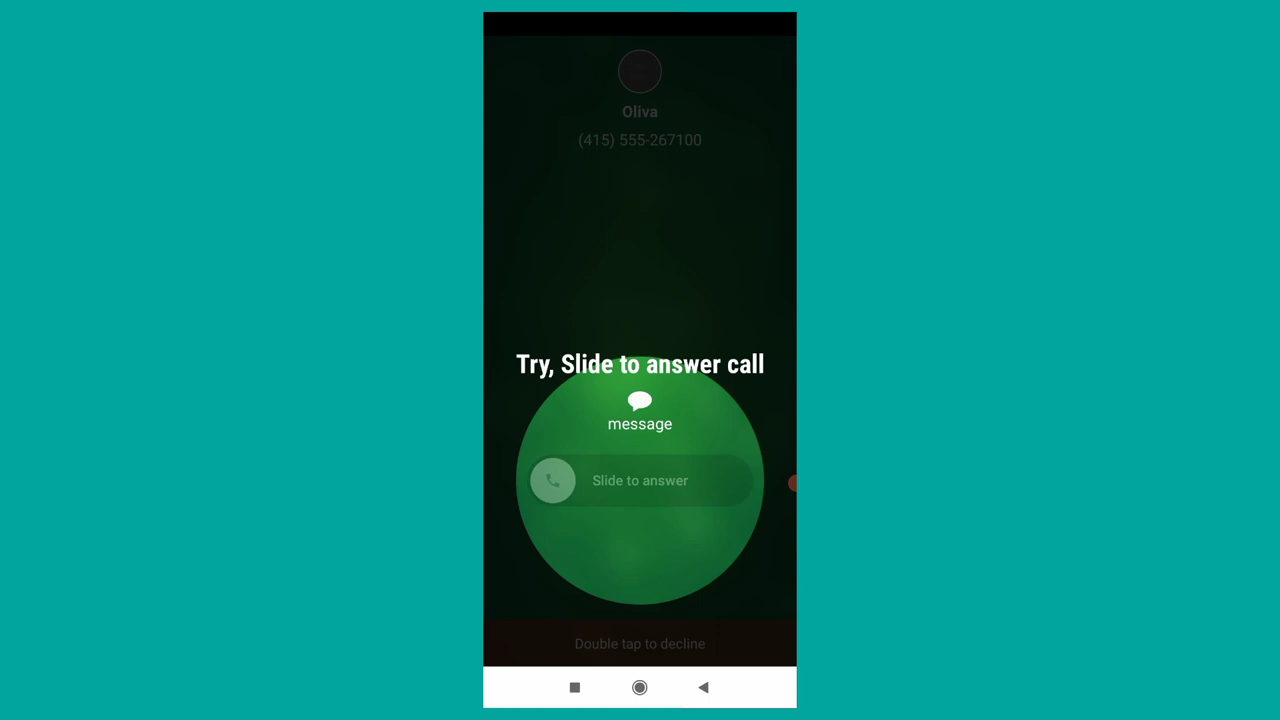 Oliva
(415) 555-267100
Try, Slide to answer call
message
Slide to answer
Double tap to decline